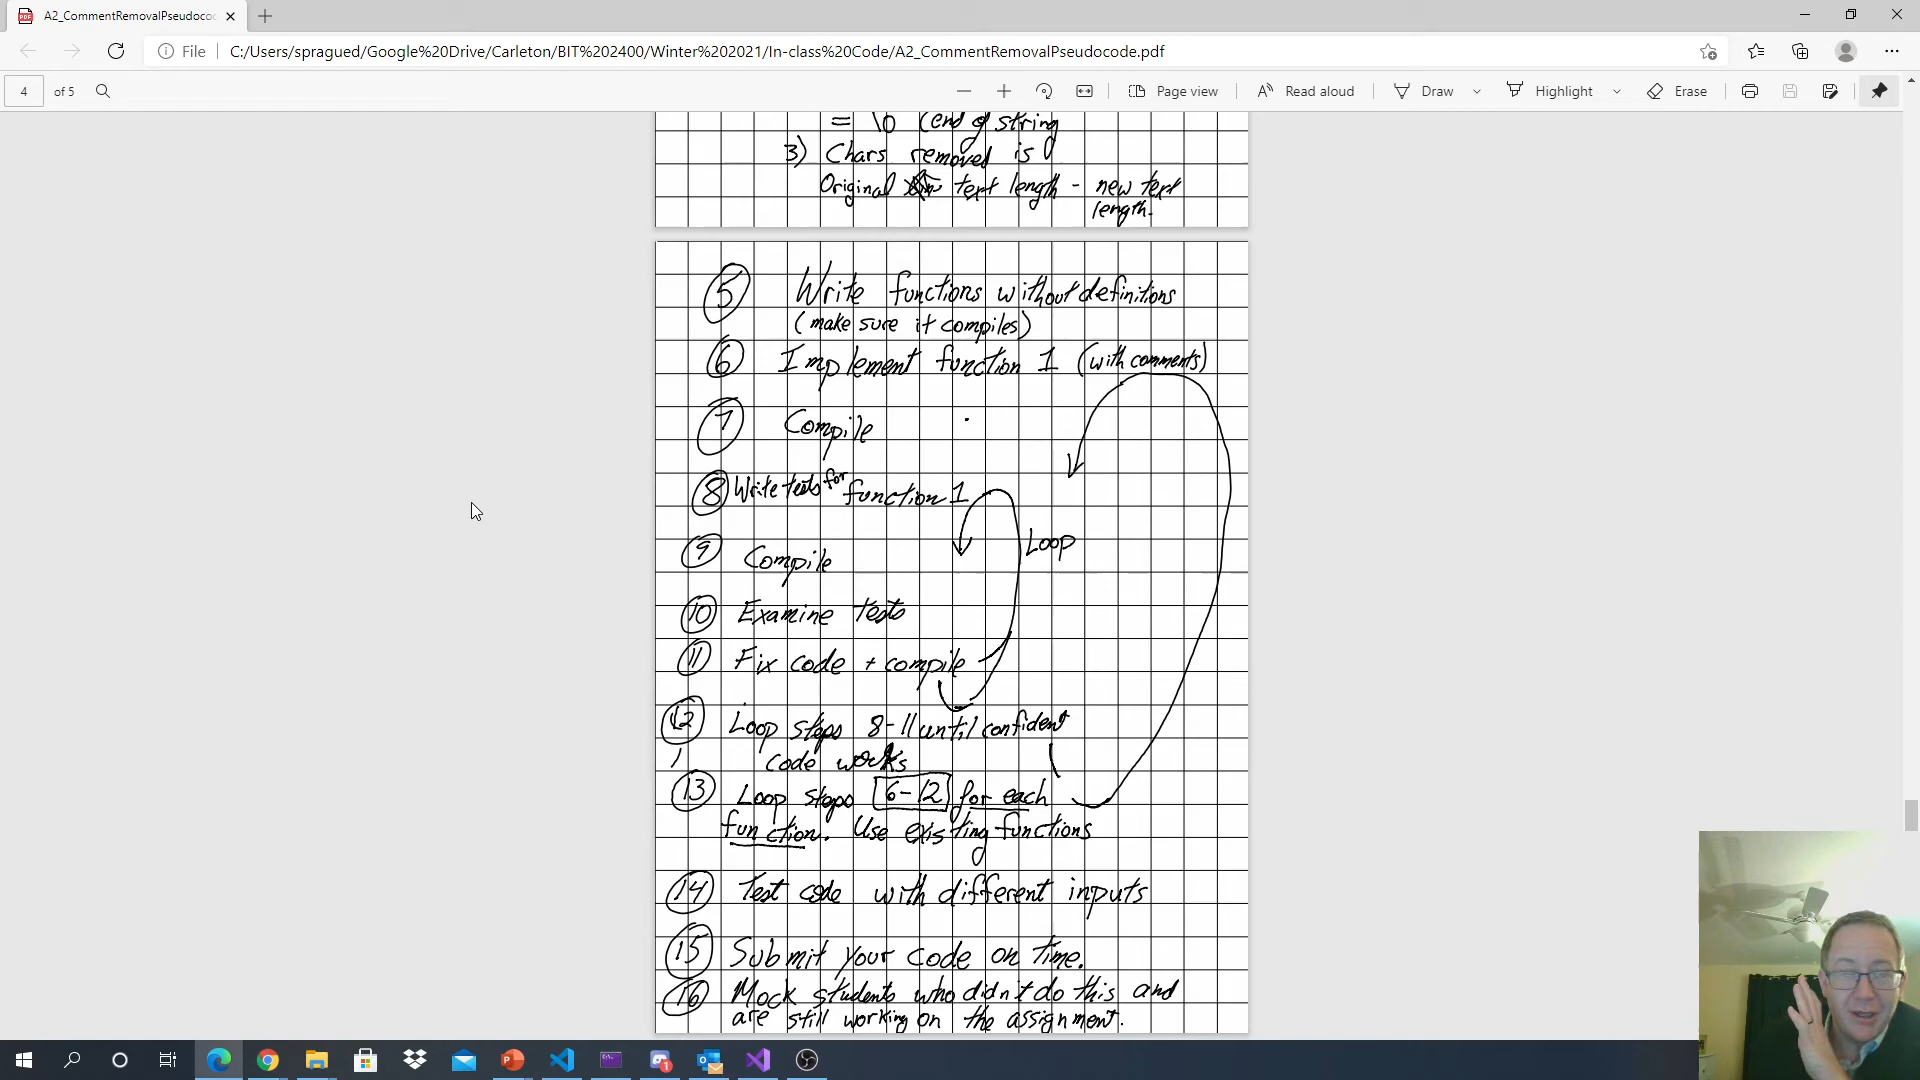 A2_CommentRemovalPseudocoo
File
C:/Users/spragued/Google%20Drive/Carleton/BIT%202400/Winter%202021/In-class%20Code/A2_CommentRemovalPseudocode.pdf
4 of 5
Page view
Read aloud
Draw
Highlight
Erase
= \0 (end of string
3) Chars removed is
Original text length - new text
length.
5 Write functions without definitions
(make sure it compiles)
6 Implement function 1 (with comments)
7 Compile
8 Write tests for function 1
Loop
9 Compile
10 Examine tests
11 Fix code + compile
12 Loop steps 8-11 until confident
code works
13 Loop steps 6-12 for each
function. Use existing functions
14 Test code with different inputs
15 Submit your code on time.
16 Mock students who didn't do this and
are still working on the assignment.